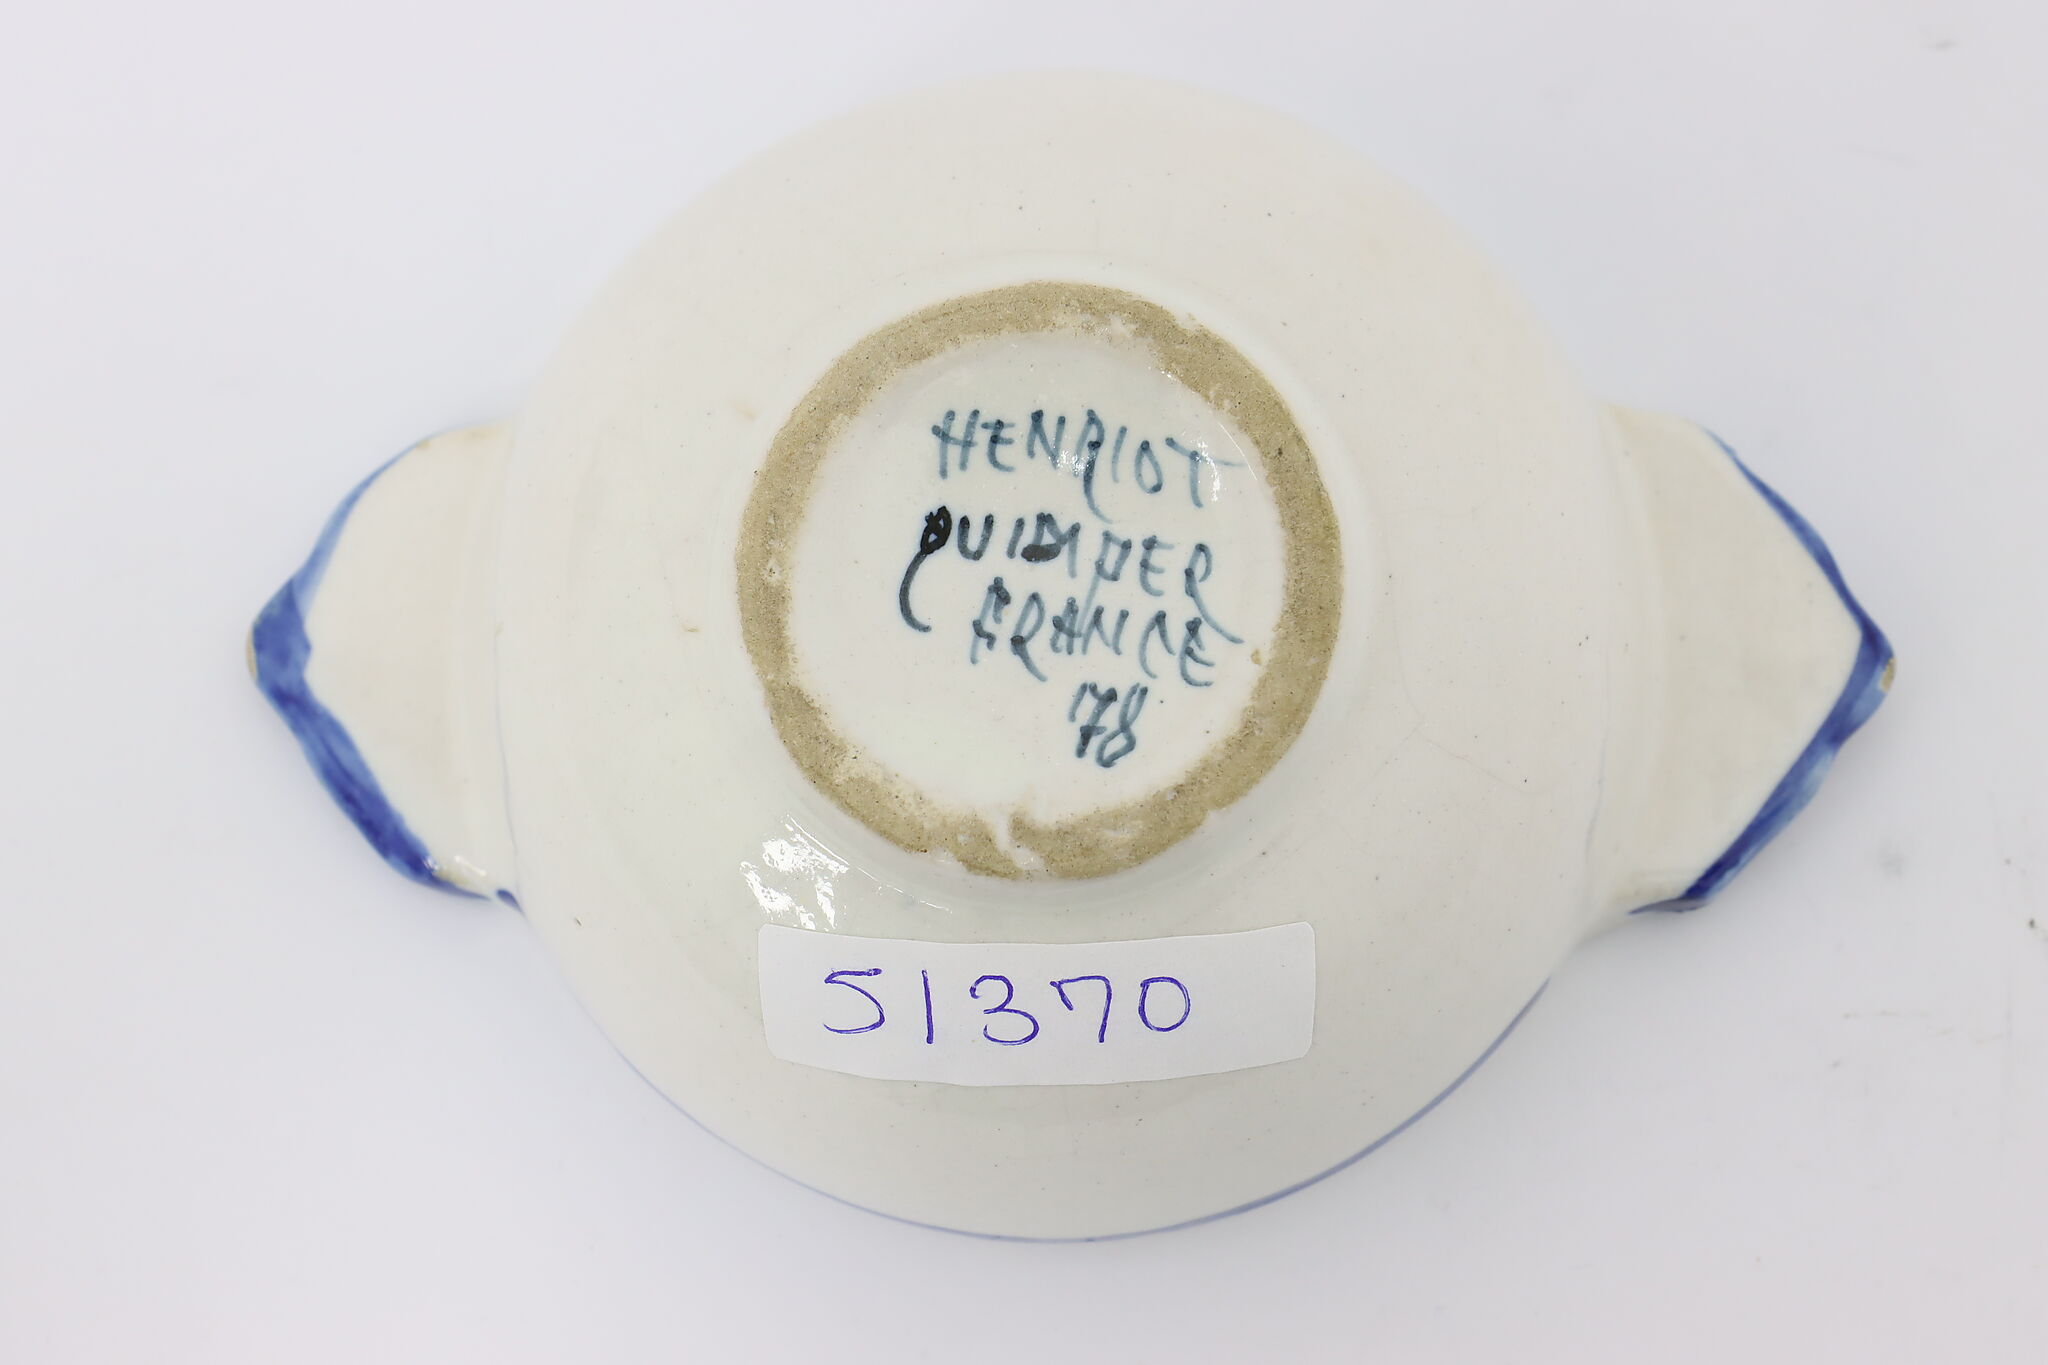 HENRIOT
QUIMPER
FRANCE
78
51370